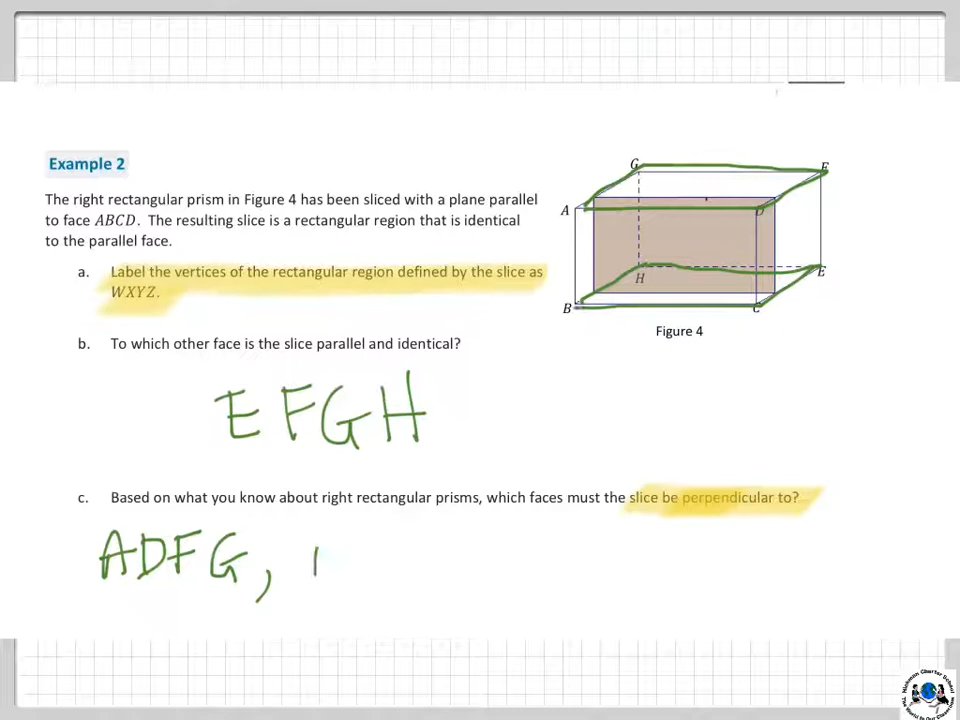 Example 2
The right rectangular prism in Figure 4 has been sliced with a plane parallel
to face ABCD. The resulting slice is a rectangular region that is identical
to the parallel face.
a. Label the vertices of the rectangular region defined by the slice as
WXYZ.
b. To which other face is the slice parallel and identical?
EFGH
c. Based on what you know about right rectangular prisms, which faces must the slice be perpendicular to?
ADFG,
G
F
A
D
H
E
B
C
Figure 4